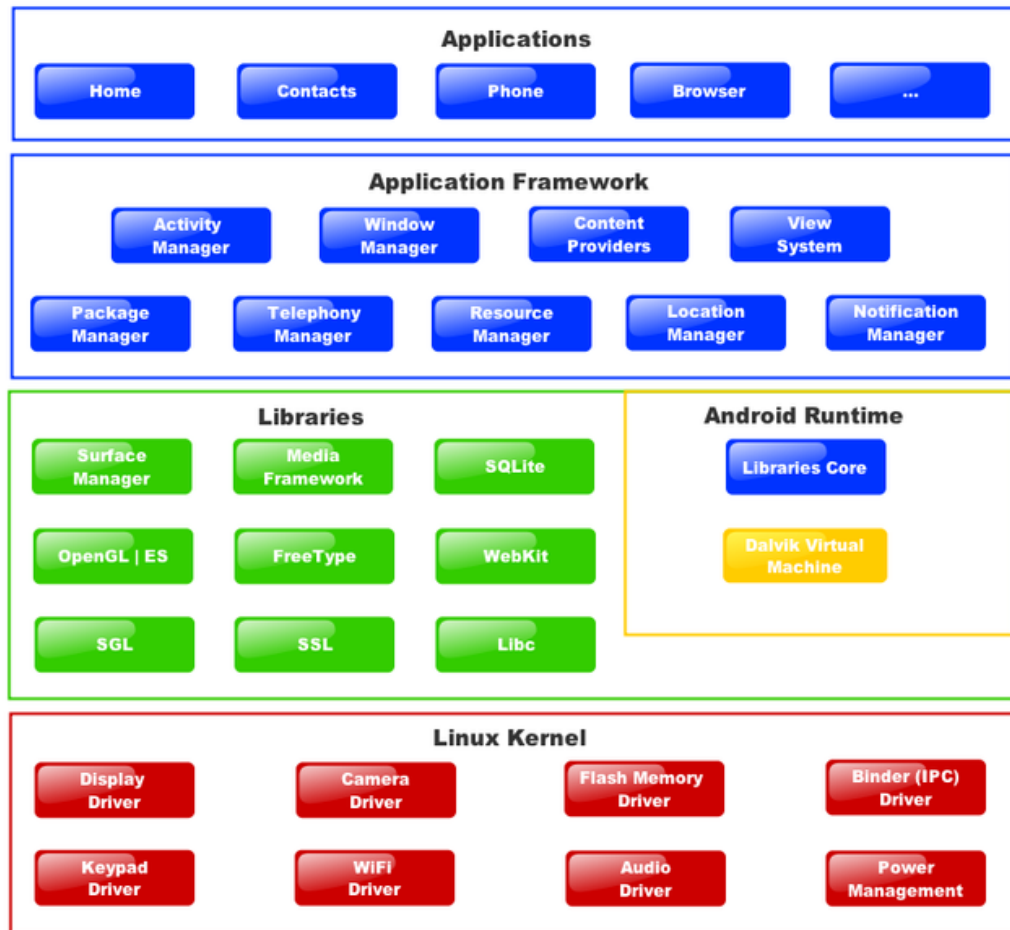 Applications
Home
Contacts
Phone
Browser
...
Application Framework
Activity
Manager
Window
Manager
Content
Providers
View
System
Package
Manager
Telephony
Manager
Resource
Manager
Location
Manager
Notification
Manager
Libraries
Surface
Manager
Media
Framework
SQLite
OpenGL | ES
FreeType
WebKit
SGL
SSL
Libc
Android Runtime
Libraries Core
Dalvik Virtual
Machine
Linux Kernel
Display
Driver
Camera
Driver
Flash Memory
Driver
Binder (IPC)
Driver
Keypad
Driver
WiFi
Driver
Audio
Driver
Power
Management